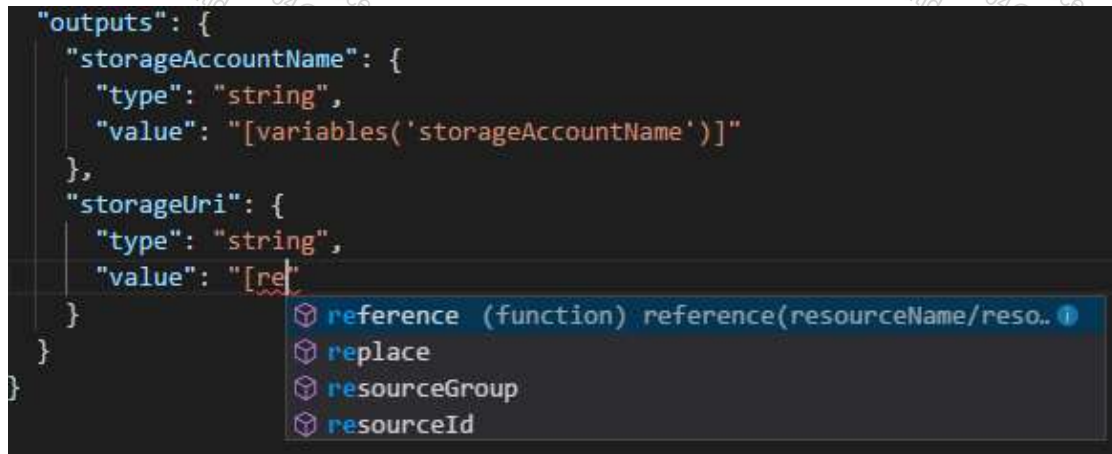 "outputs": {
"storageAccountName": {
"type": "string",
"value": "[variables('storageAccountName')]"
},
"storageUri": {
"type": "string",
"value": "[re"
}
reference (function) reference(resourceName/reso..
}
replace
}
resourceGroup
resourceId